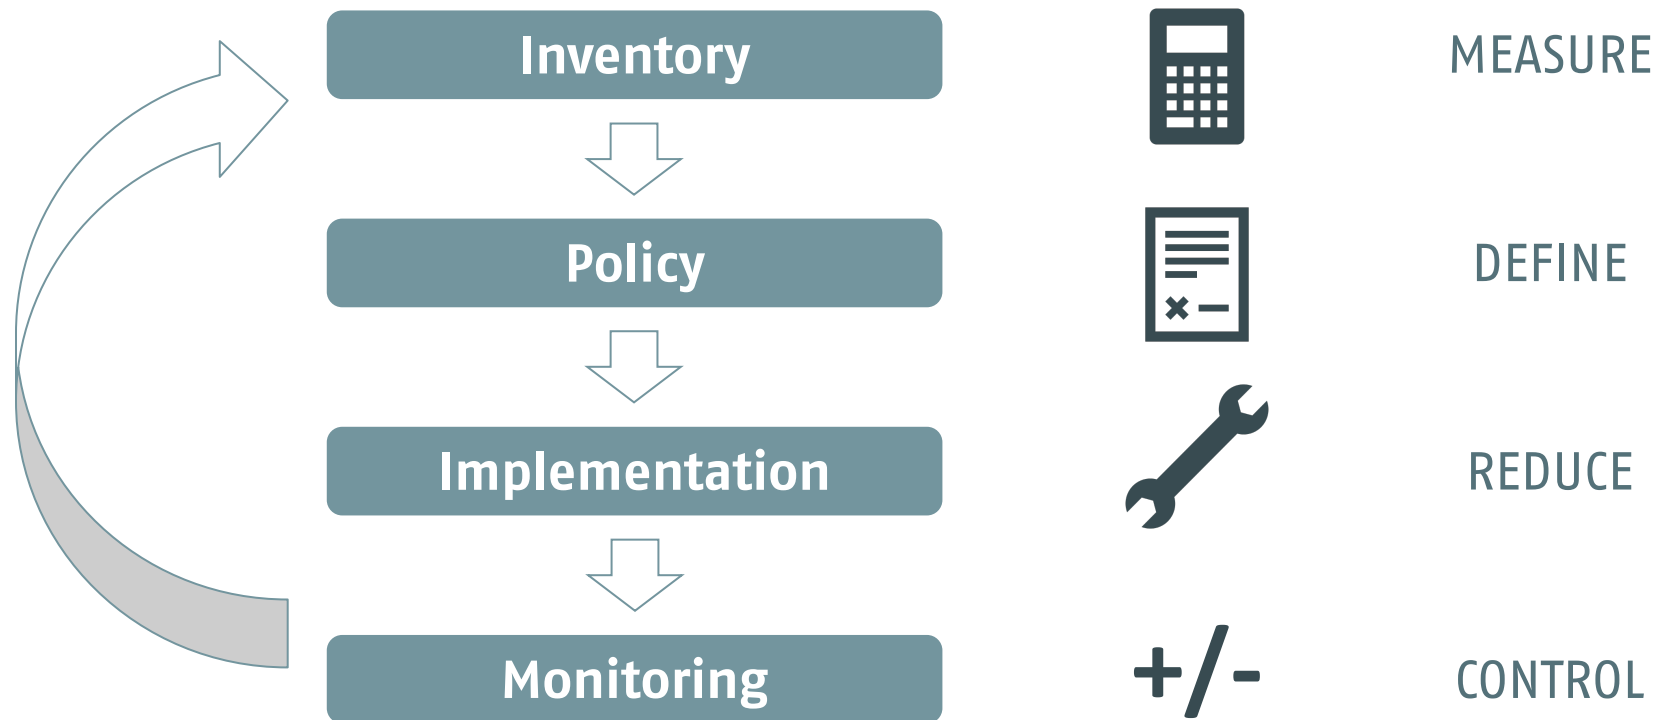 Inventory
MEASURE
Policy
DEFINE
Implementation
REDUCE
Monitoring
+/-
CONTROL